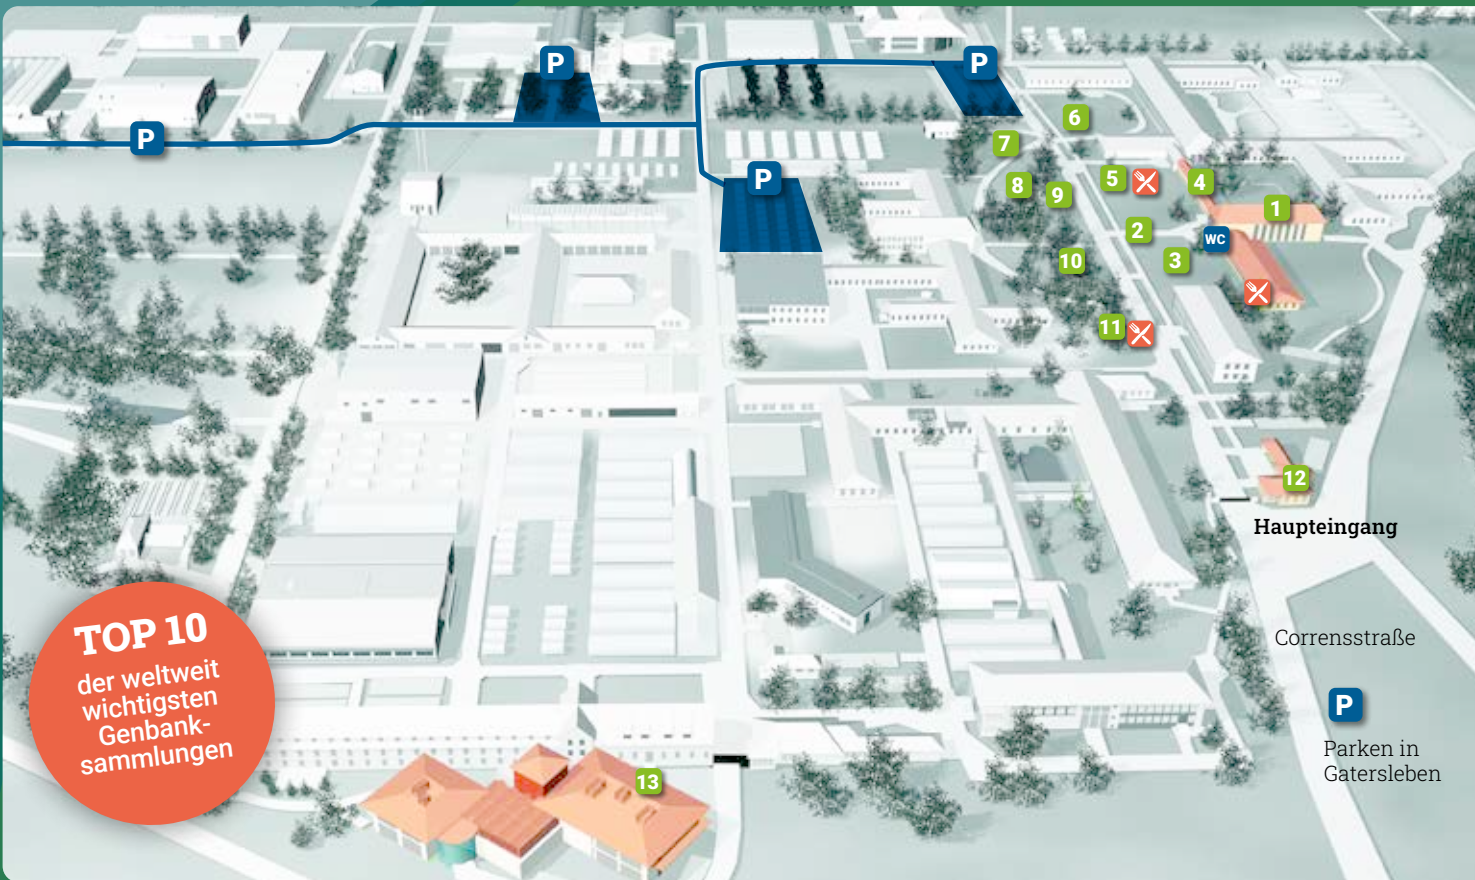 P
P
P
P
6
7
5
4
8
9
1
2
WC
3
10
11
12
Haupteingang
TOP 10
der weltweit
wichtigsten
Genbank-
sammlungen
Corrensstraße
P
Parken in
Gatersleben
13